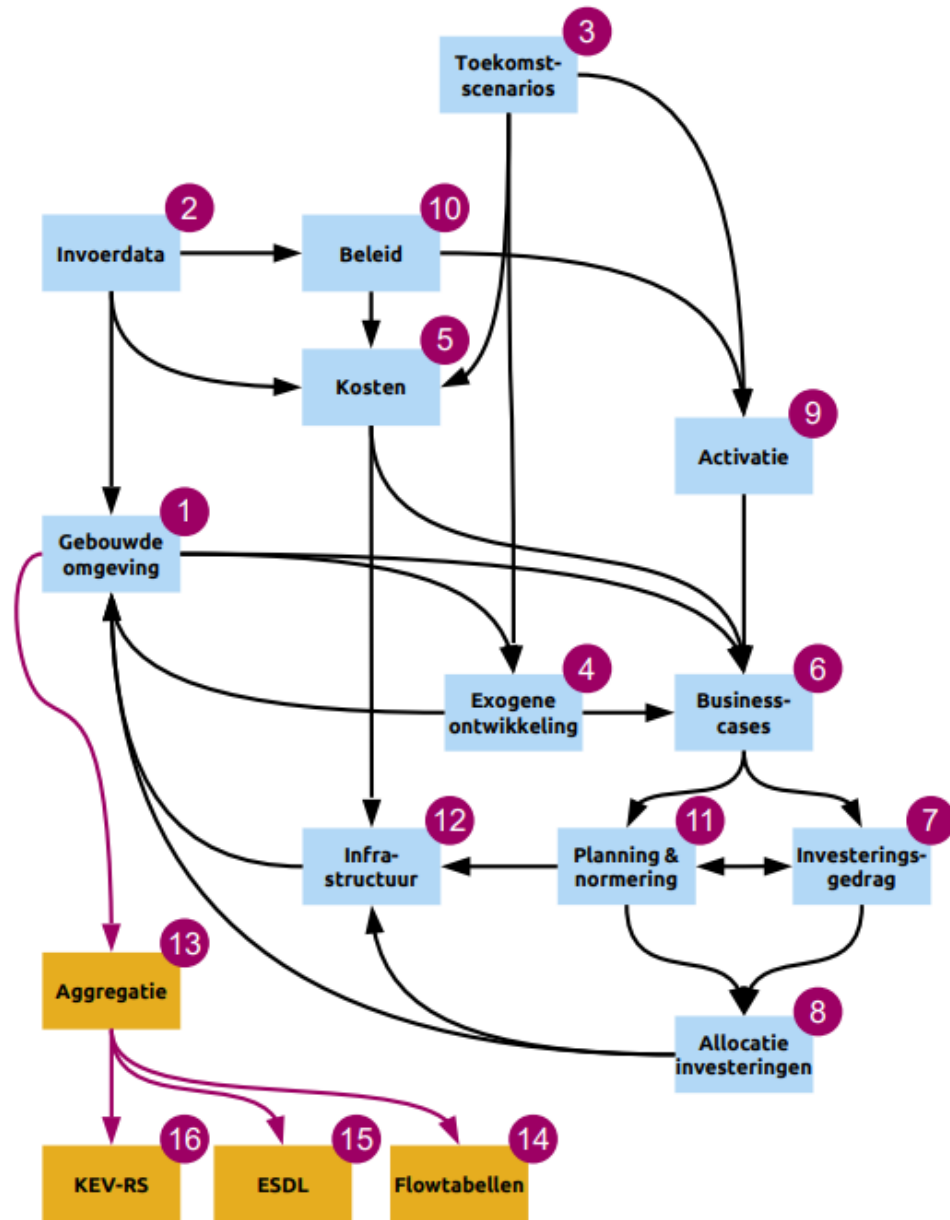 3
Toekomst-
scenarios
2
Invoerdata
10
Beleid
5
Kosten
9
Activatie
1
Gebouwde
omgeving
4
Exogene
ontwikkeling
6
Business-
cases
12
Infra-
structuur
11
Planning &
normering
7
Investerings-
gedrag
13
Aggregatie
8
Allocatie
investeringen
16
KEV-RS
15
ESDL
14
Flowtabellen